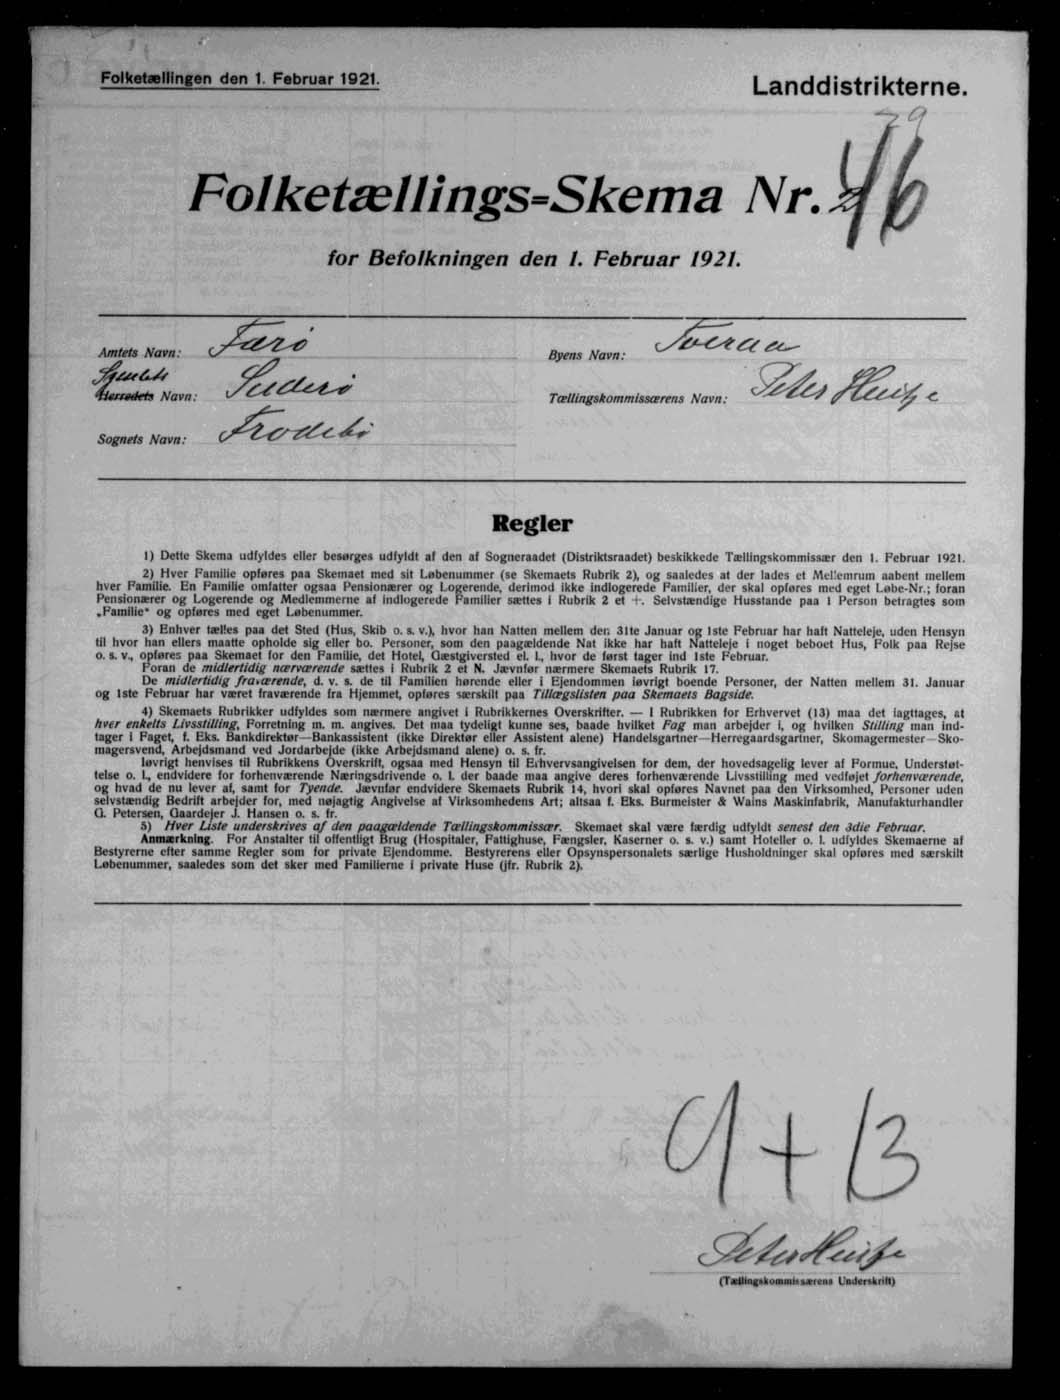 Folketællingen den 1. Februar 1921.
Landdistrikterne.
79
Folketællings=Skema Nr. 46
for Befolkningen den 1. Februar 1921.
Amtets Navn: Færø
Byens Navn: Tveraa
Sysselets
Herredets Navn: Suderø
Tællingskommissærens Navn: Peter Hentze
Sognets Navn: Frodebø
Regler
1) Dette Skema udfyldes eller besørges udfyldt af den af Sogneraadet (Distriktsraadet) beskikkede Tællingskommissær den 1. Februar 1921.
2) Hver Familie opføres paa Skemaet med sit Løbenummer (se Skemaets Rubrik 2), og saaledes at der lades et Mellemrum aabent mellem
hver Familie. En Familie omfatter ogsaa Pensionærer og Logerende, derimod ikke indlogerede Familier, der skal opføres med eget Løbe-Nr.; foran
Pensionærer og Logerende og Medlemmerne af indlogerede Familier sættes i Rubrik 2 et +. Selvstændige Husstande paa 1 Person betragtes som
„Familie“ og opføres med eget Løbenummer.
3) Enhver tælles paa det Sted (Hus, Skib o. s. v.), hvor han Natten mellem den 31te Januar og 1ste Februar har haft Natteleje, uden Hensyn
til hvor han ellers maatte opholde sig eller bo. Personer, som den paagældende Nat ikke har haft Natteleje i noget beboet Hus, Folk paa Rejse
o. s. v., opføres paa Skemaet for den Familie, det Hotel, Gæstgiversted el. l., hvor de først tager ind 1ste Februar.
Foran de midlertidig nærværende sættes i Rubrik 2 et N. Jævnfør nærmere Skemaets Rubrik 17.
De midlertidig fraværende, d. v. s. de til Familien hørende eller i Ejendommen iøvrigt boende Personer, der Natten mellem 31. Januar
og 1ste Februar har været fraværende fra Hjemmet, opføres særskilt paa Tillægslisten paa Skemaets Bagside.
4) Skemaets Rubrikker udfyldes som nærmere angivet i Rubrikkernes Overskrifter. — I Rubrikken for Erhvervet (13) maa det iagttages, at
hver enkelts Livsstilling, Forretning m. m. angives. Det maa tydeligt kunne ses, baade hvilket Fag man arbejder i, og hvilken Stilling man ind-
tager i Faget, f. Eks. Bankdirektør—Bankassistent (ikke Direktør eller Assistent alene) Handelsgartner—Herregaardsgartner, Skomagermester—Sko-
magersvend, Arbejdsmand ved Jordarbejde (ikke Arbejdsmand alene) o. s. fr.
Iøvrigt henvises til Rubrikkens Overskrift, ogsaa med Hensyn til Erhvervsangivelsen for dem, der hovedsagelig lever af Formue, Understøt-
telse o. l., endvidere for forhenværende Næringsdrivende o. l. der baade maa angive deres forhenværende Livsstilling med vedføjet forhenværende,
og hvad de nu lever af, samt for Tyende. Jævnfør endvidere Skemaets Rubrik 14, hvori skal opføres Navnet paa den Virksomhed, Personer uden
selvstændig Bedrift arbejder for, med nøjagtig Angivelse af Virksomhedens Art; altsaa f. Eks. Burmeister & Wains Maskinfabrik, Manufakturhandler
G. Petersen, Gaardejer J. Hansen o. s. fr.
5) Hver Liste underskrives af den paagældende Tællingskommissær. Skemaet skal være færdig udfyldt senest den 3die Februar.
Anmærkning. For Anstalter til offentligt Brug (Hospitaler, Fattighuse, Fængsler, Kaserner o. s. v.) samt Hoteller o. l. udfyldes Skemaerne af
Bestyrerne efter samme Regler som for private Ejendomme. Bestyrerens eller Opsynspersonalets særlige Husholdninger skal opføres med særskilt
Løbenummer, saaledes som det sker med Familierne i private Huse (jfr. Rubrik 2).
9 + 13
Peter Hentze
(Tællingskommissærens Underskrift)